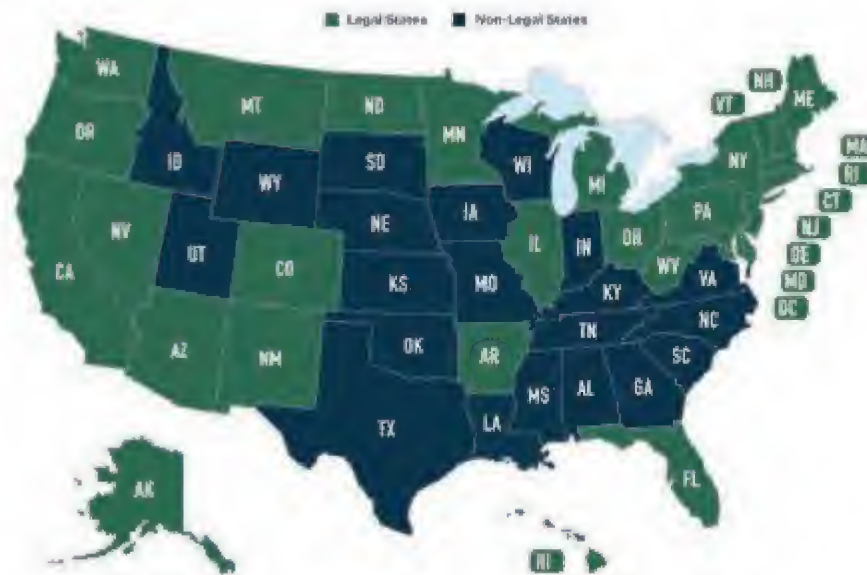 Legal States
Non-Legal States
WA
MT
ND
MN
OR
ID
WY
SD
WI
MI
NY
VT
NH
ME
MA
RI
CT
NJ
DE
MD
DC
NV
UT
CO
NE
IA
IL
IN
OH
PA
CA
KS
MO
KY
WV
VA
AZ
NM
OK
AR
TN
NC
SC
TX
LA
MS
AL
GA
FL
AK
HI